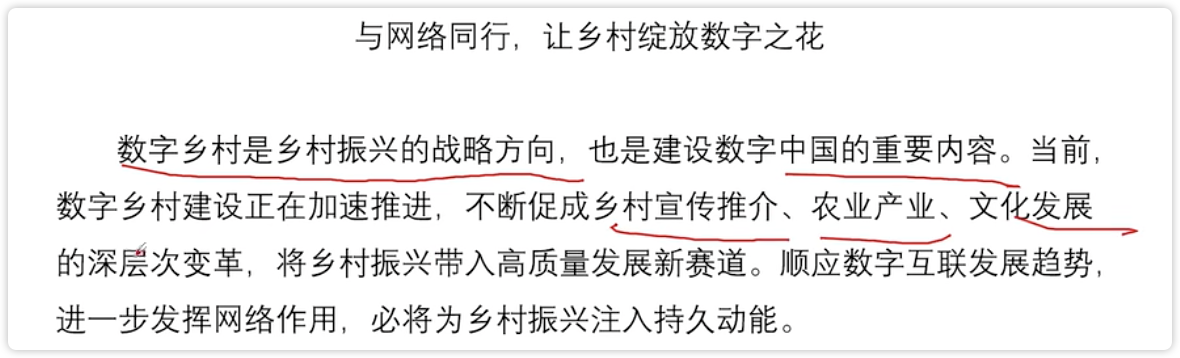 与网络同行，让乡村绽放数字之花
数字乡村是乡村振兴的战略方向，也是建设数字中国的重要内容。当前，
数字乡村建设正在加速推进，不断促成乡村宣传推介、农业产业、文化发展
的深层次变革，将乡村振兴带入高质量发展新赛道。顺应数字互联发展趋势，
进一步发挥网络作用，必将为乡村振兴注入持久动能。